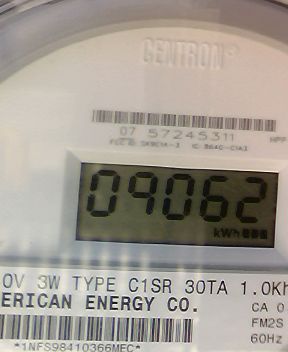 CENTRON®
07 57245311
09062
kWh
0V 3W TYPE C1SR 30TA 1.0Kh
ERICAN ENERGY CO.
CA 0
FM2S
60Hz
*1NFS98410366MEC*